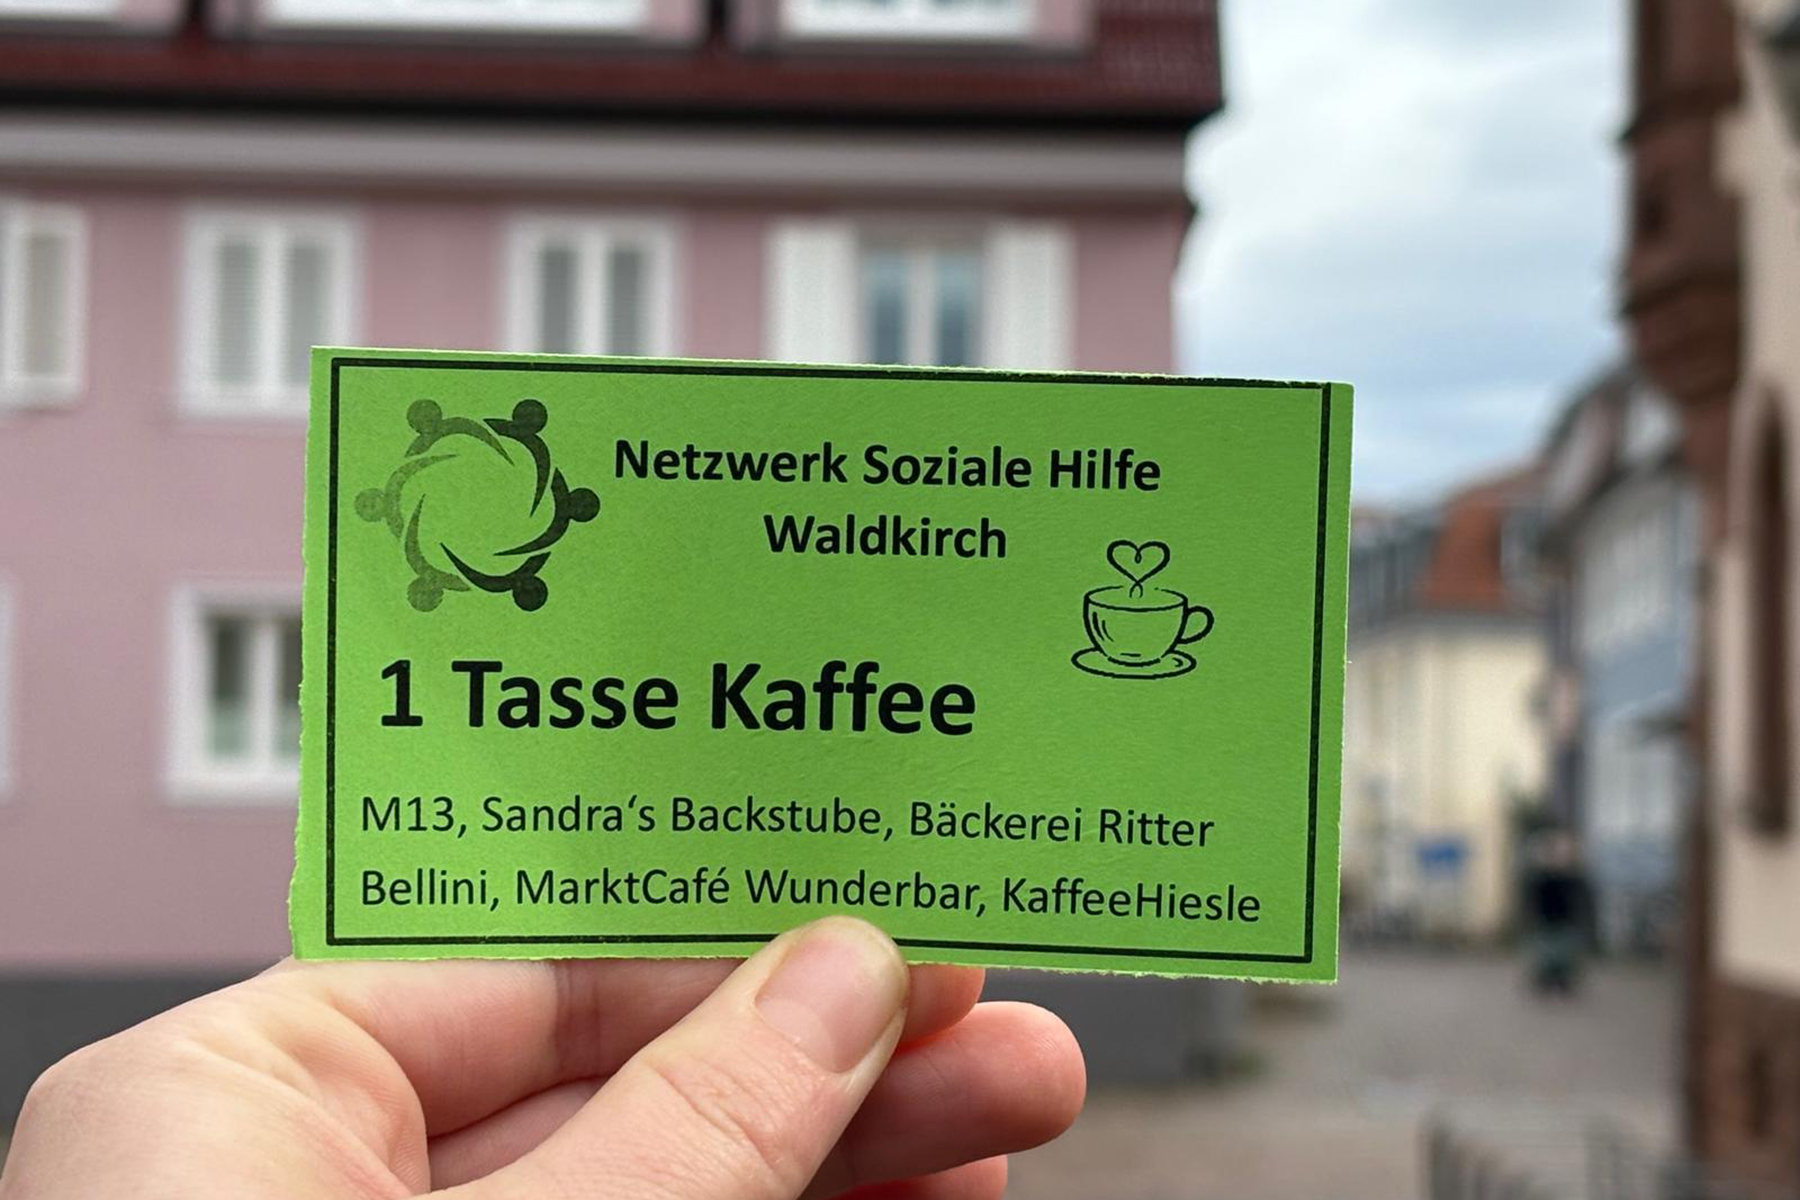 Netzwerk Soziale Hilfe
Waldkirch
1 Tasse Kaffee
M13, Sandra‘s Backstube, Bäckerei Ritter
Bellini, MarktCafé Wunderbar, KaffeeHiesle